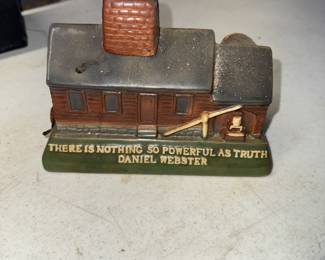 THERE IS NOTHING SO POWERFUL AS TRUTH
DANIEL WEBSTER